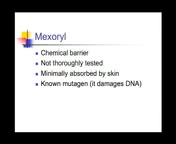 Mexoryl
Chemical barrier
Not thoroughly tested
Minimally absorbed by skin
Known mutagen (it damages DNA)